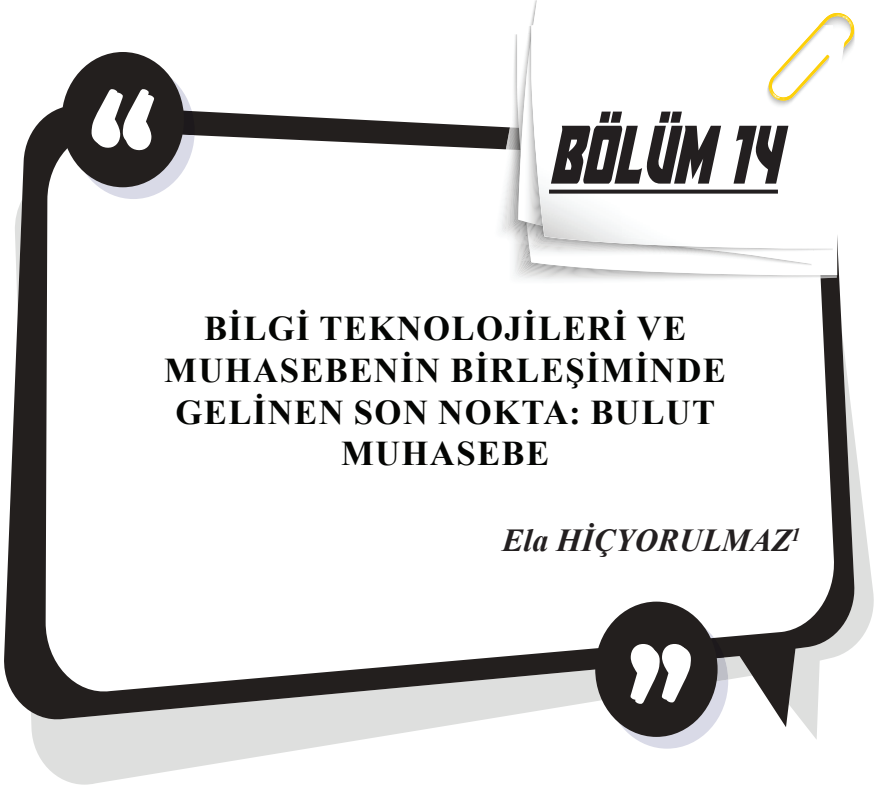 BÖLÜM 14
BİLGİ TEKNOLOJİLERİ VE
MUHASEBENİN BİRLEŞİMİNDE
GELİNEN SON NOKTA: BULUT
MUHASEBE
Ela HİÇYORULMAZ¹